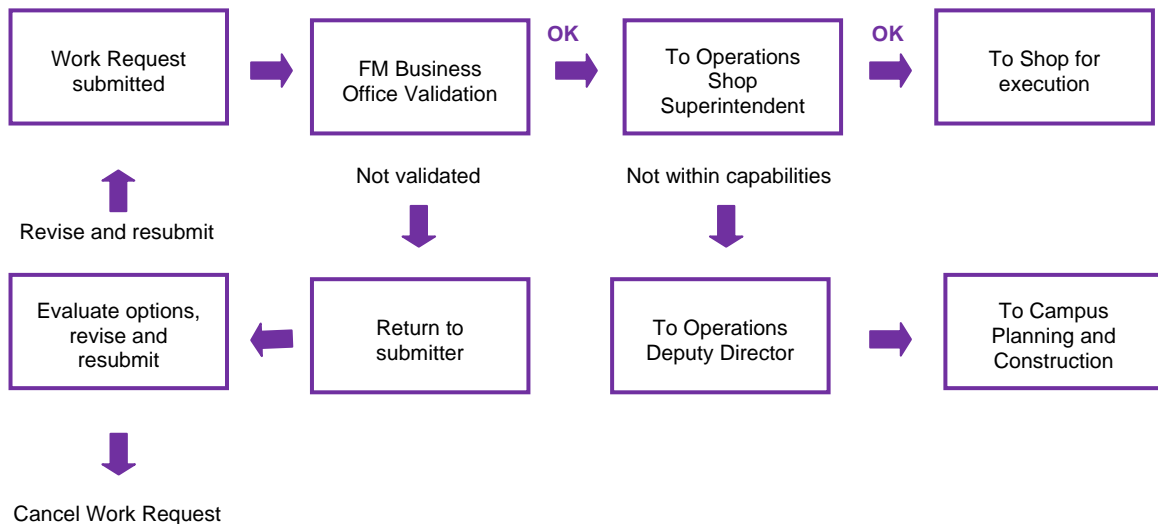 OK
OK
Work Request
submitted
FM Business
Office Validation
To Operations
Shop
Superintendent
To Shop for
execution
Not validated
Not within capabilities
Revise and resubmit
Evaluate options,
revise and
resubmit
Return to
submitter
To Operations
Deputy Director
To Campus
Planning and
Construction
Cancel Work Request